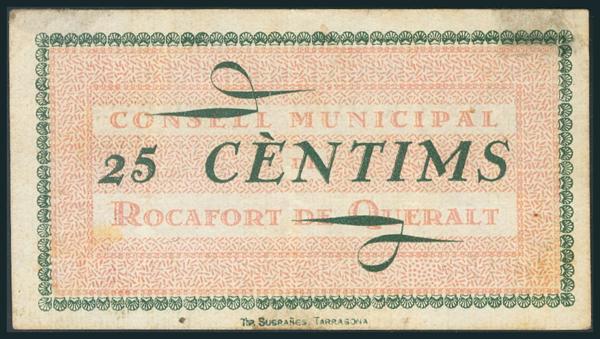 CONSELL MUNICIPAL
25 CÈNTIMS
ROCAFORT DE QUERALT
TIP. SUGRAÑES, TARRAGONA